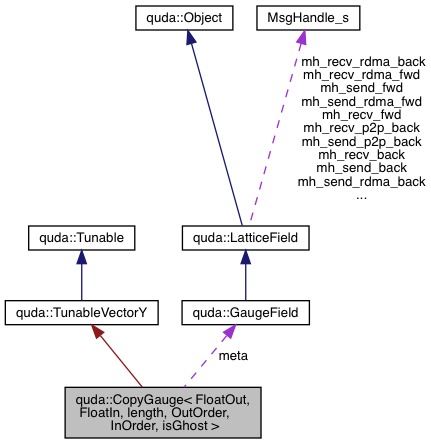 quda::Object
MsgHandle_s
mh_recv_rdma_back
mh_recv_rdma_fwd
mh_send_fwd
mh_send_rdma_fwd
mh_recv_fwd
mh_recv_p2p_back
mh_send_p2p_back
mh_recv_back
mh_send_back
mh_send_rdma_back
...
quda::Tunable
quda::LatticeField
quda::TunableVectorY
quda::GaugeField
meta
quda::CopyGauge< FloatOut,
FloatIn, length, OutOrder,
InOrder, isGhost >